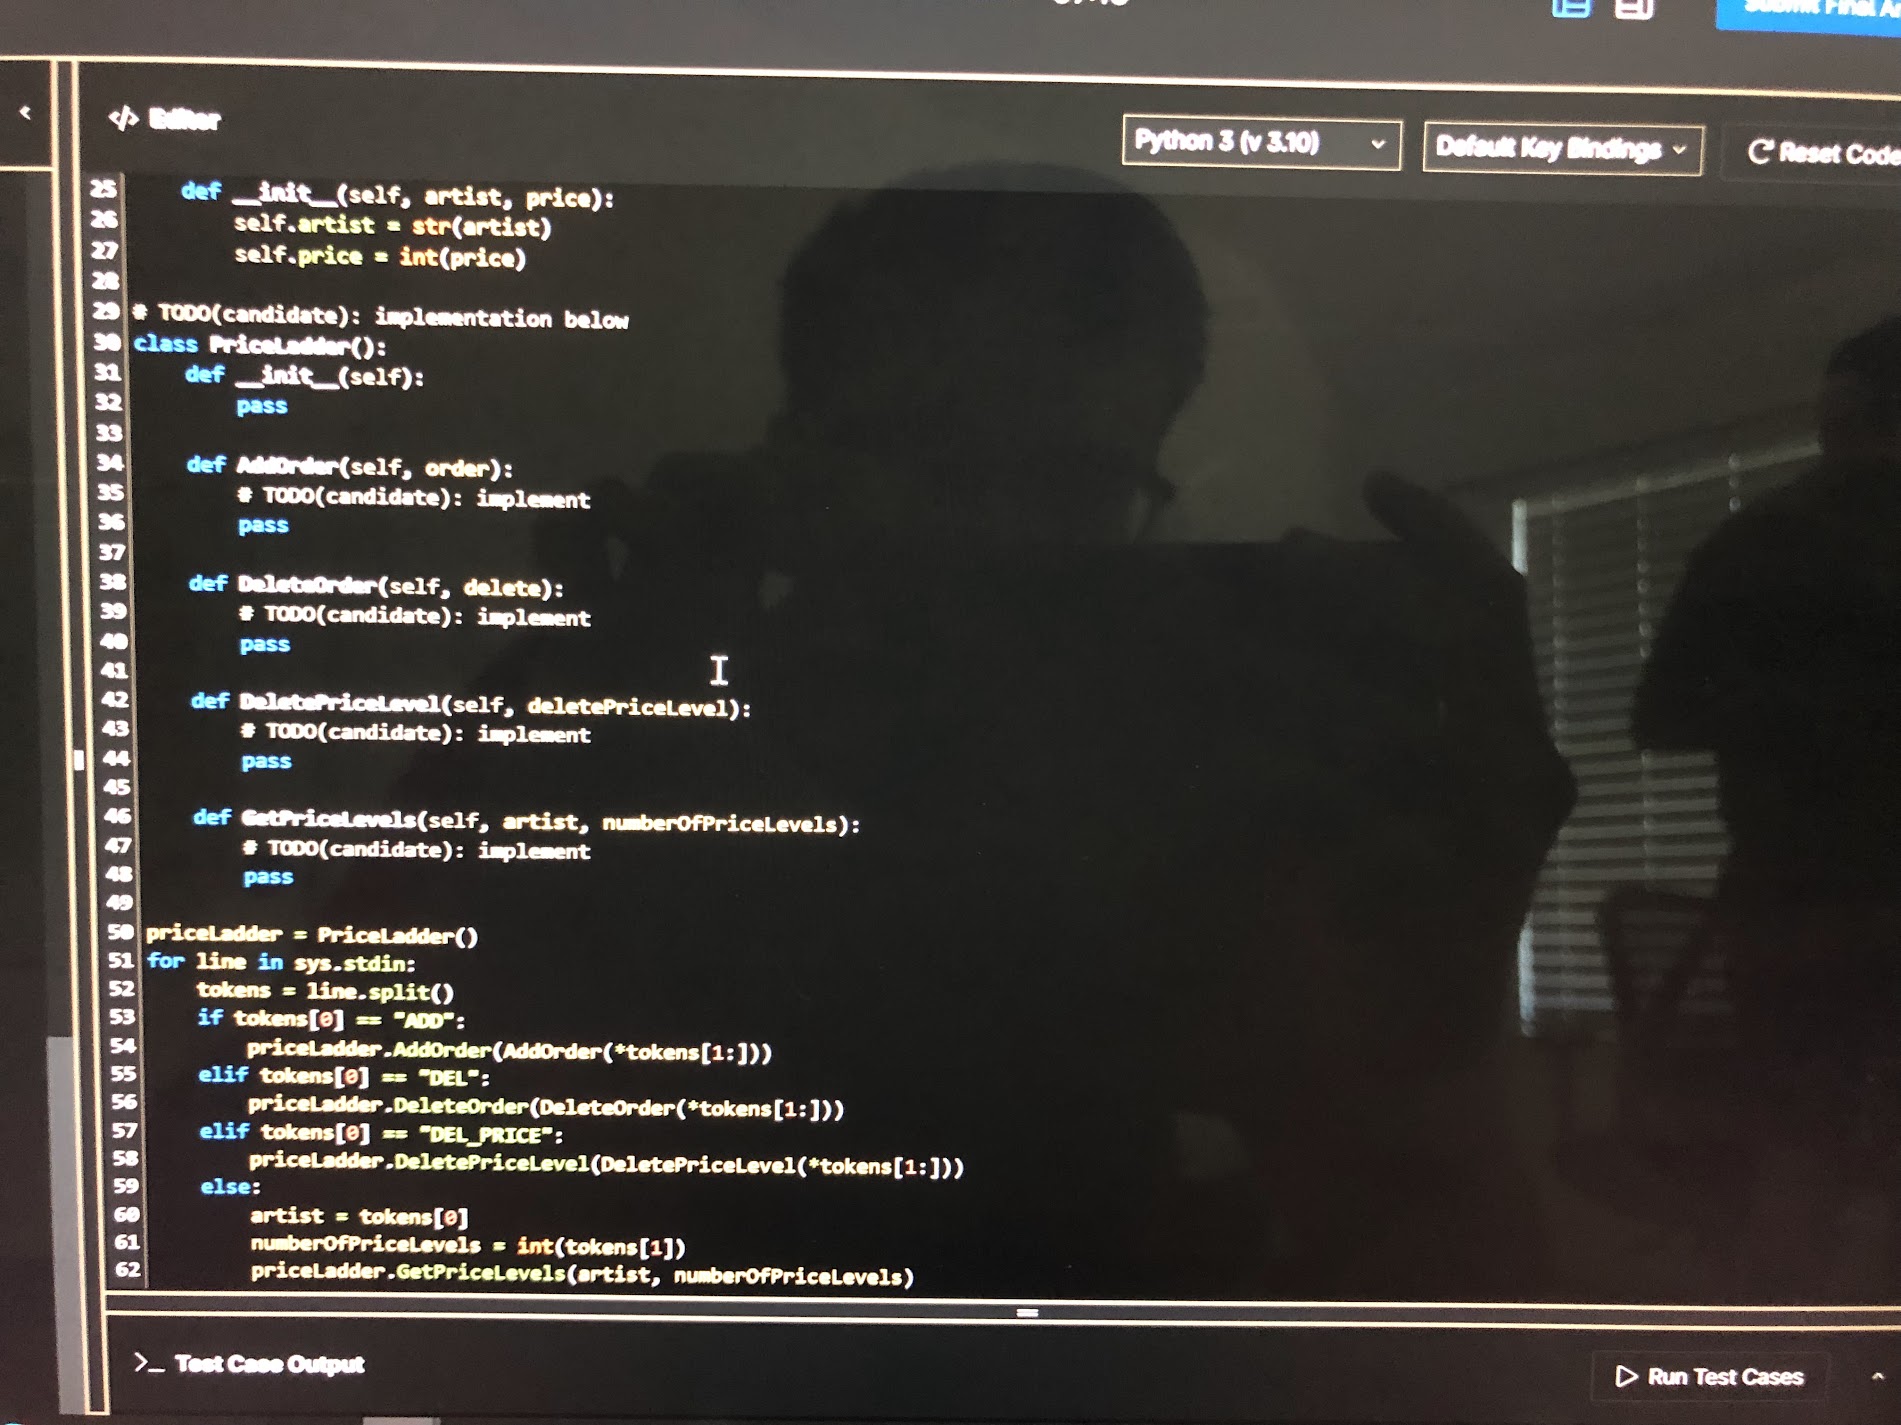 </> Editor
Python 3 (v 3.10)
Default Key Bindings
Reset Code
25 def __init__(self, artist, price):
26 self.artist = str(artist)
27 self.price = int(price)
28
29 # TODO(candidate): implementation below
30 class PriceLadder():
31 def __init__(self):
32 pass
33
34 def AddOrder(self, order):
35 # TODO(candidate): implement
36 pass
37
38 def DeleteOrder(self, delete):
39 # TODO(candidate): implement
40 pass
41
42 def DeletePriceLevel(self, deletePriceLevel):
43 # TODO(candidate): implement
44 pass
45
46 def GetPriceLevels(self, artist, numberOfPriceLevels):
47 # TODO(candidate): implement
48 pass
49
50 priceLadder = PriceLadder()
51 for line in sys.stdin:
52 tokens = line.split()
53 if tokens[0] == "ADD":
54 priceLadder.AddOrder(AddOrder(*tokens[1:]))
55 elif tokens[0] == "DEL":
56 priceLadder.DeleteOrder(DeleteOrder(*tokens[1:]))
57 elif tokens[0] == "DEL_PRICE":
58 priceLadder.DeletePriceLevel(DeletePriceLevel(*tokens[1:]))
59 else:
60 artist = tokens[0]
61 numberOfPriceLevels = int(tokens[1])
62 priceLadder.GetPriceLevels(artist, numberOfPriceLevels)
>_ Test Case Output
Run Test Cases